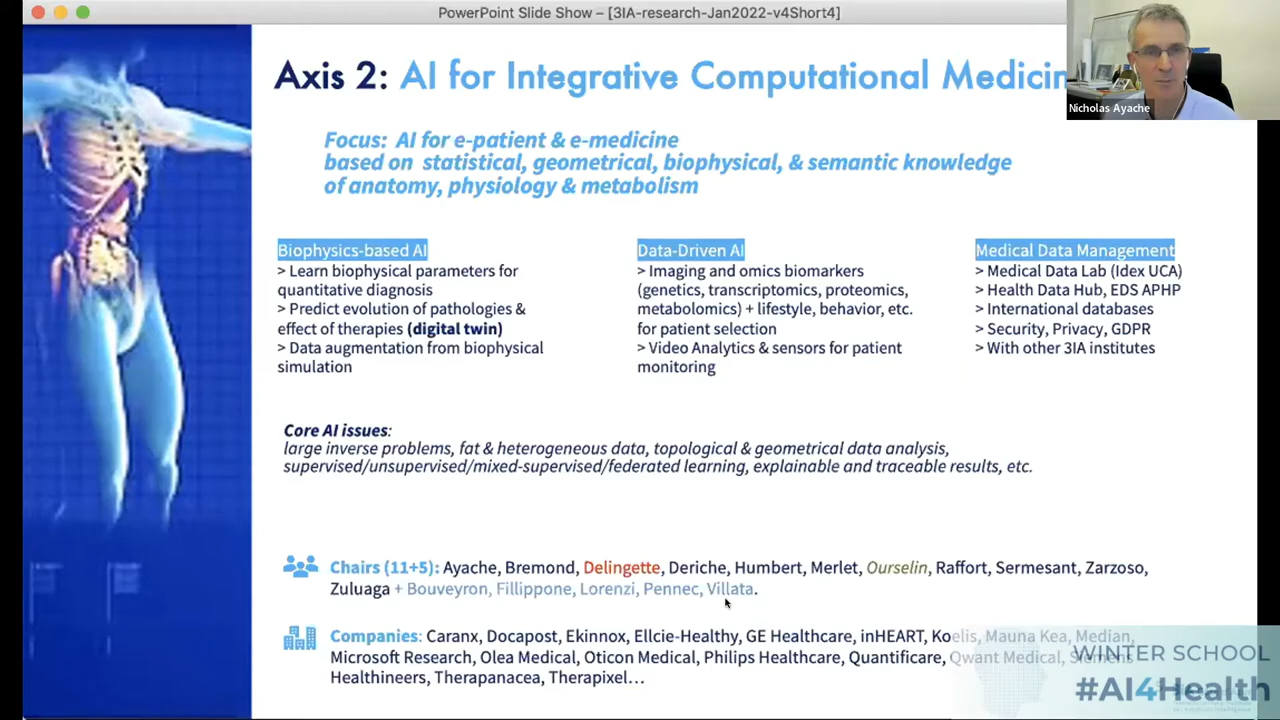 PowerPoint Slide Show – [3IA-research-Jan2022-v4Short4]
Axis 2: AI for Integrative Computational Medicin
Nicholas Ayache
Focus: AI for e-patient & e-medicine
based on statistical, geometrical, biophysical, & semantic knowledge
of anatomy, physiology & metabolism
Biophysics-based AI
> Learn biophysical parameters for
quantitative diagnosis
> Predict evolution of pathologies &
effect of therapies (digital twin)
> Data augmentation from biophysical
simulation
Data-Driven AI
> Imaging and omics biomarkers
(genetics, transcriptomics, proteomics,
metabolomics) + lifestyle, behavior, etc.
for patient selection
> Video Analytics & sensors for patient
monitoring
Medical Data Management
> Medical Data Lab (Idex UCA)
> Health Data Hub, EDS APHP
> International databases
> Security, Privacy, GDPR
> With other 3IA institutes
Core AI issues:
large inverse problems, fat & heterogeneous data, topological & geometrical data analysis,
supervised/unsupervised/mixed-supervised/federated learning, explainable and traceable results, etc.
Chairs (11+5): Ayache, Bremond, Delingette, Deriche, Humbert, Merlet, Ourselin, Raffort, Sermesant, Zarzoso,
Zuluaga + Bouveyron, Fillippone, Lorenzi, Pennec, Villata.
Companies: Caranx, Docapost, Ekinnox, Ellcie-Healthy, GE Healthcare, inHEART, Koelis, Mauna Kea, Median,
Microsoft Research, Olea Medical, Oticon Medical, Philips Healthcare, Quantificare, Qwant Medical, Siemens
Healthineers, Therapanacea, Therapixel...
WINTER SCHOOL
#AI4Health